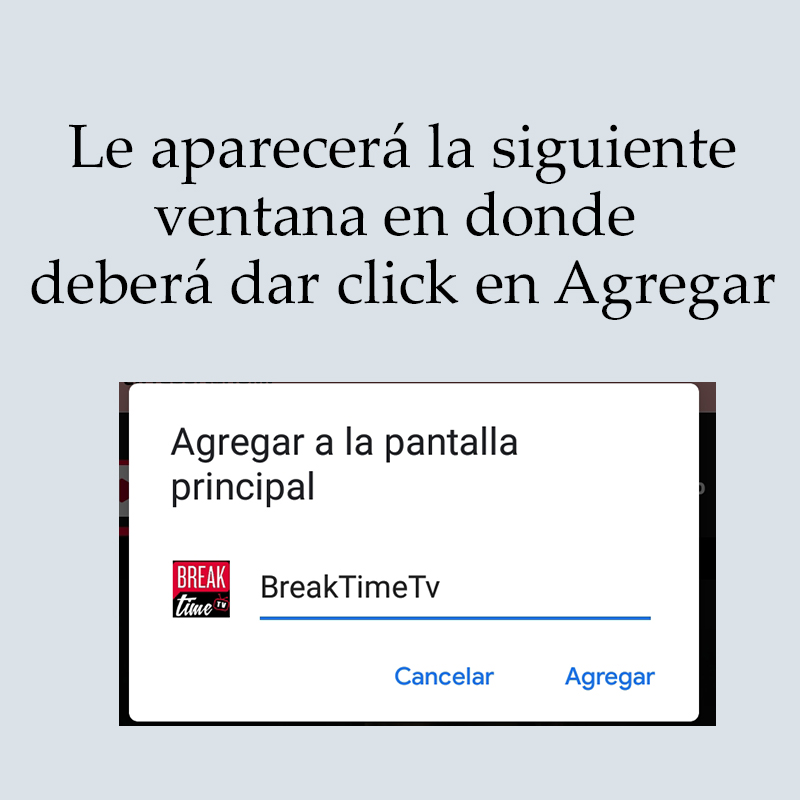 Le aparecerá la siguiente
ventana en donde
deberá dar click en Agregar
Agregar a la pantalla
principal
BREAK
time TV
BreakTimeTv
Cancelar Agregar